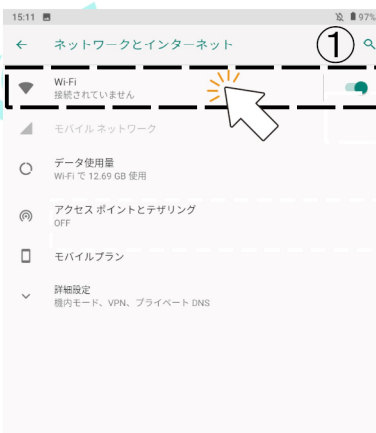 15:11 97%
ネットワークとインターネット
①
Wi-Fi
接続されていません
モバイル ネットワーク
データ使用量
Wi-Fi で 12.69 GB 使用
アクセス ポイントとテザリング
OFF
モバイルプラン
詳細設定
機内モード、VPN、プライベート DNS